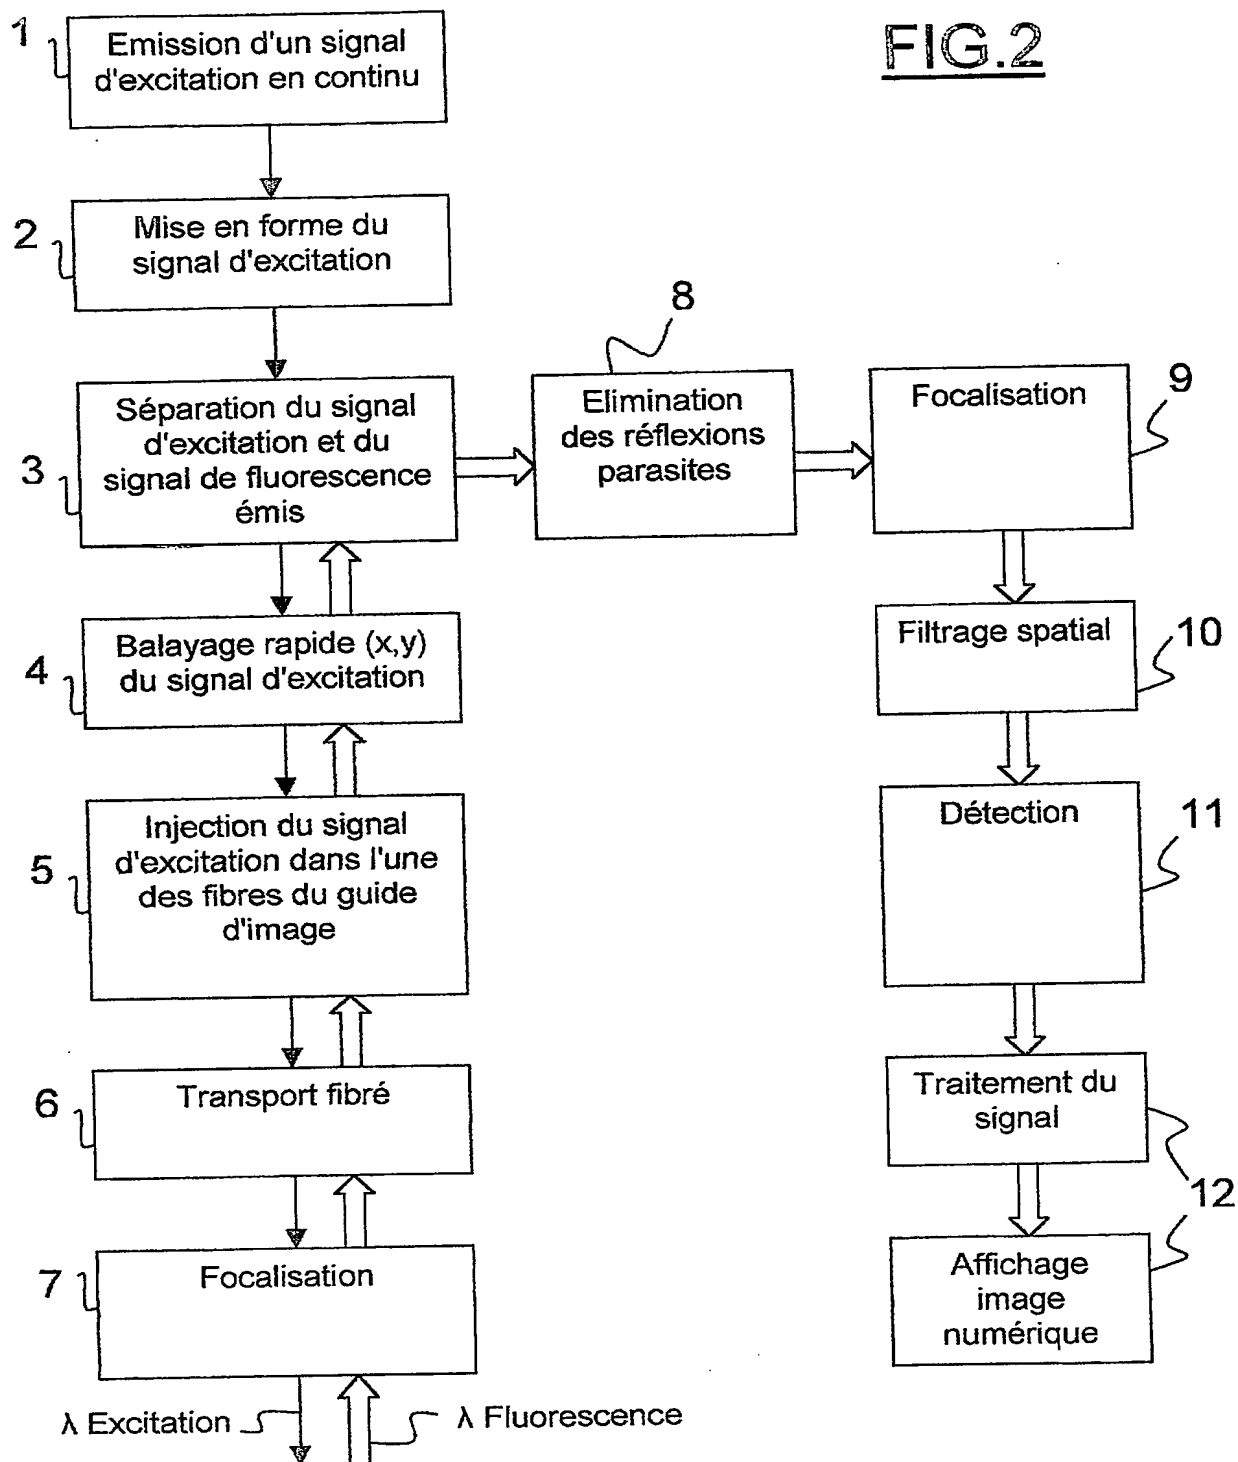 FIG.2
1
Emission d'un signal
d'excitation en continu
2
Mise en forme du
signal d'excitation
3
Séparation du signal
d'excitation et du
signal de fluorescence
émis
8
Elimination
des réflexions
parasites
9
Focalisation
4
Balayage rapide (x,y)
du signal d'excitation
10
Filtrage spatial
5
Injection du signal
d'excitation dans l'une
des fibres du guide
d'image
11
Détection
6
Transport fibré
Traitement du
signal
12
7
Focalisation
Affichage
image
numérique
λ Excitation
λ Fluorescence